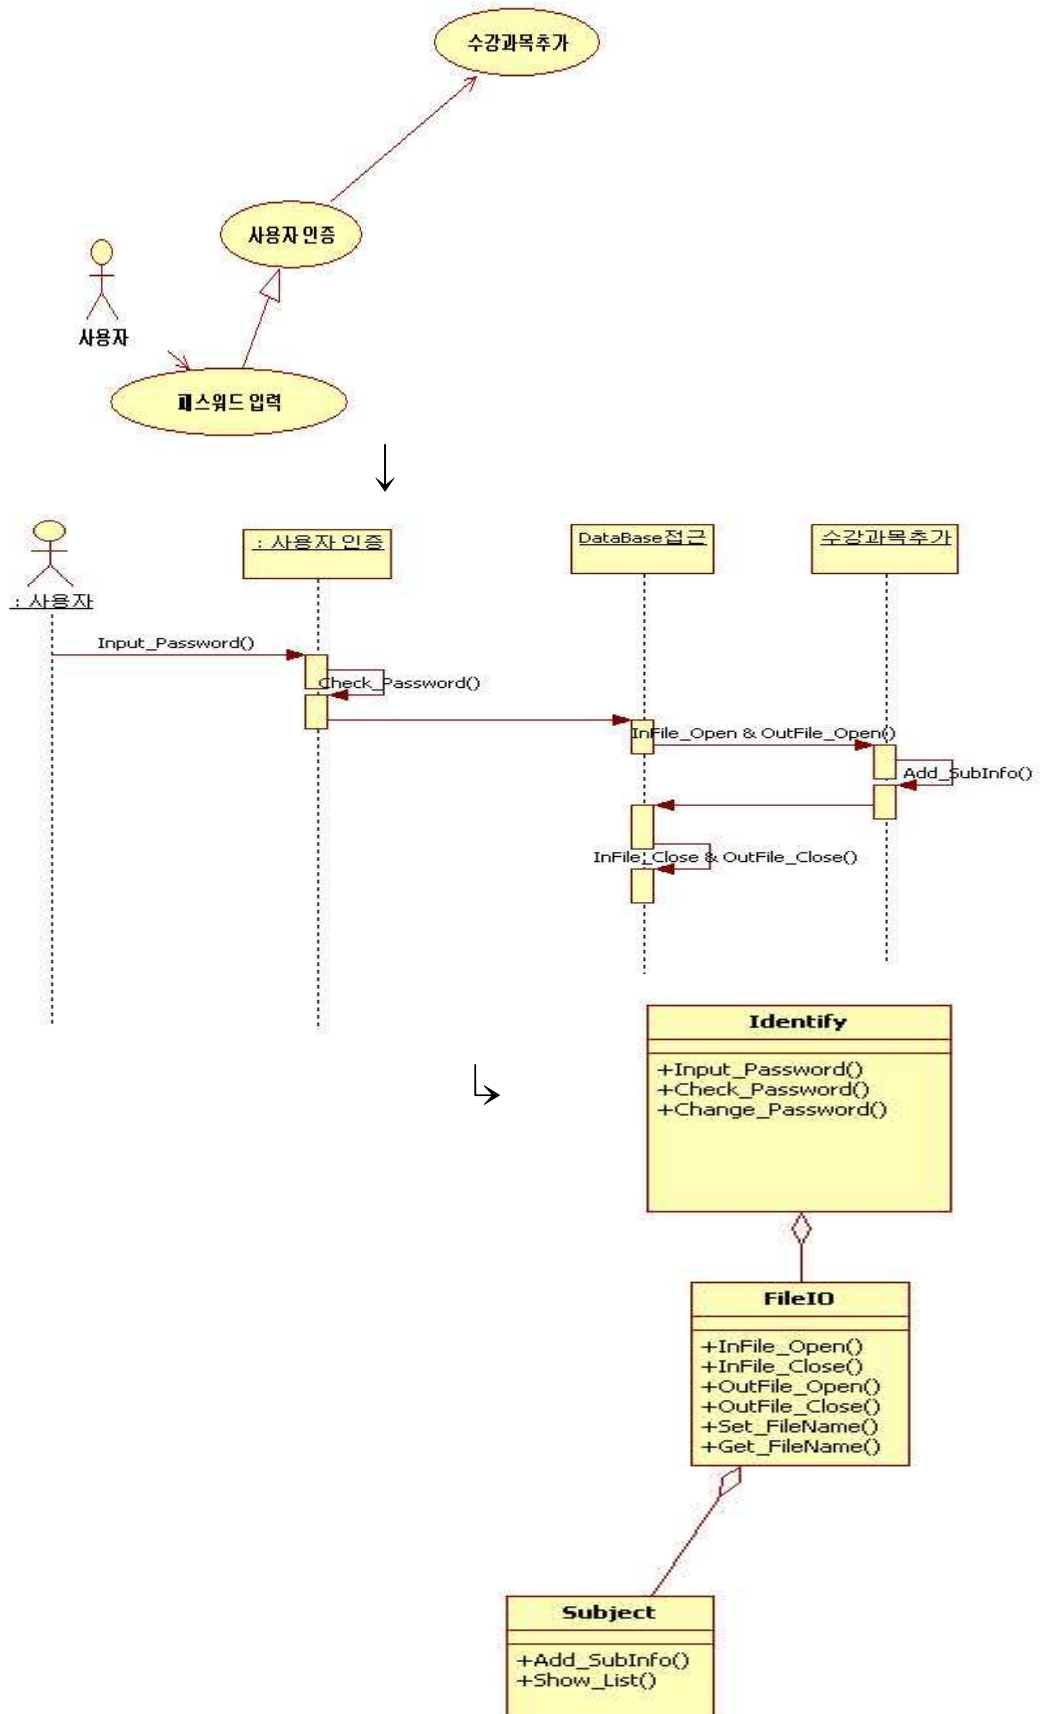 수강과목추가
사용자 인증
사용자
패스워드 입력
: 사용자
: 사용자 인증
DataBase접근
수강과목추가
Input_Password()
Check_Password()
InFile_Open & OutFile_Open()
Add_SubInfo()
InFile_Close & OutFile_Close()
Identify
+Input_Password()
+Check_Password()
+Change_Password()
FileIO
+InFile_Open()
+InFile_Close()
+OutFile_Open()
+OutFile_Close()
+Set_FileName()
+Get_FileName()
Subject
+Add_SubInfo()
+Show_List()